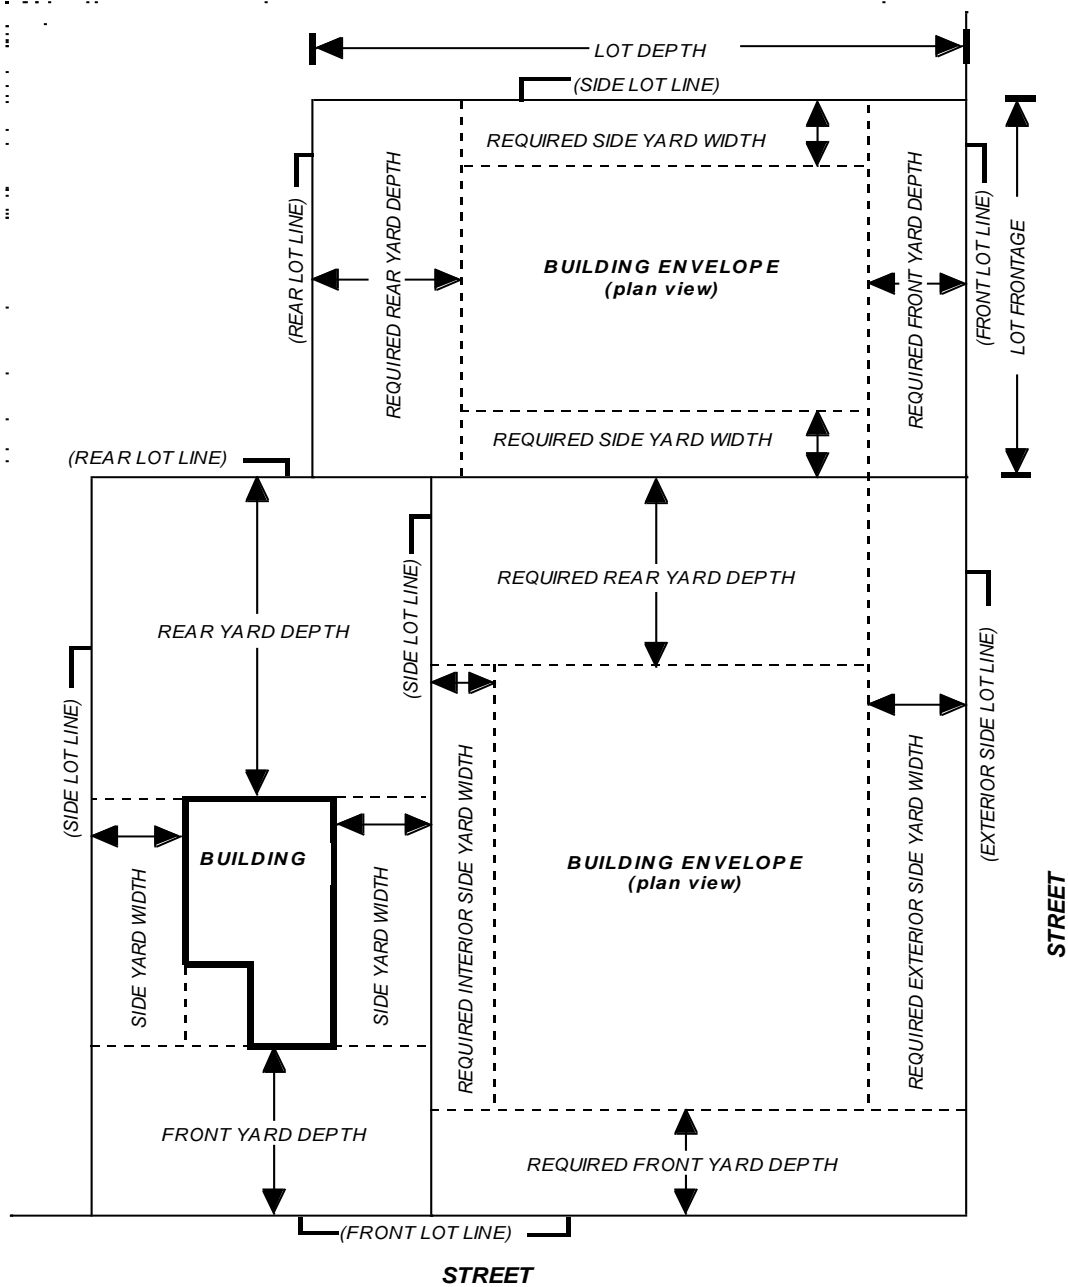 LOT DEPTH
(SIDE LOT LINE)
REQUIRED SIDE YARD WIDTH
(REAR LOT LINE)
REQUIRED REAR YARD DEPTH
BUILDING ENVELOPE
(plan view)
REQUIRED FRONT YARD DEPTH
(FRONT LOT LINE)
LOT FRONTAGE
REQUIRED SIDE YARD WIDTH
(REAR LOT LINE)
(SIDE LOT LINE)
REAR YARD DEPTH
(SIDE LOT LINE)
REQUIRED REAR YARD DEPTH
(EXTERIOR SIDE LOT LINE)
BUILDING
SIDE YARD WIDTH
SIDE YARD WIDTH
REQUIRED INTERIOR SIDE YARD WIDTH
BUILDING ENVELOPE
(plan view)
REQUIRED EXTERIOR SIDE YARD WIDTH
STREET
FRONT YARD DEPTH
REQUIRED FRONT YARD DEPTH
(FRONT LOT LINE)
STREET